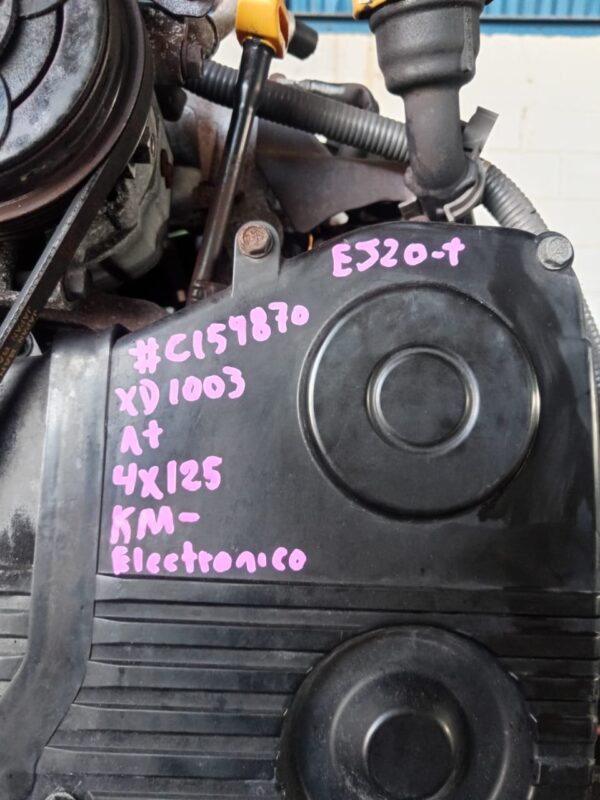 EJ20-t
#C159870
XD1003
At
4X125
KM-
Electronico